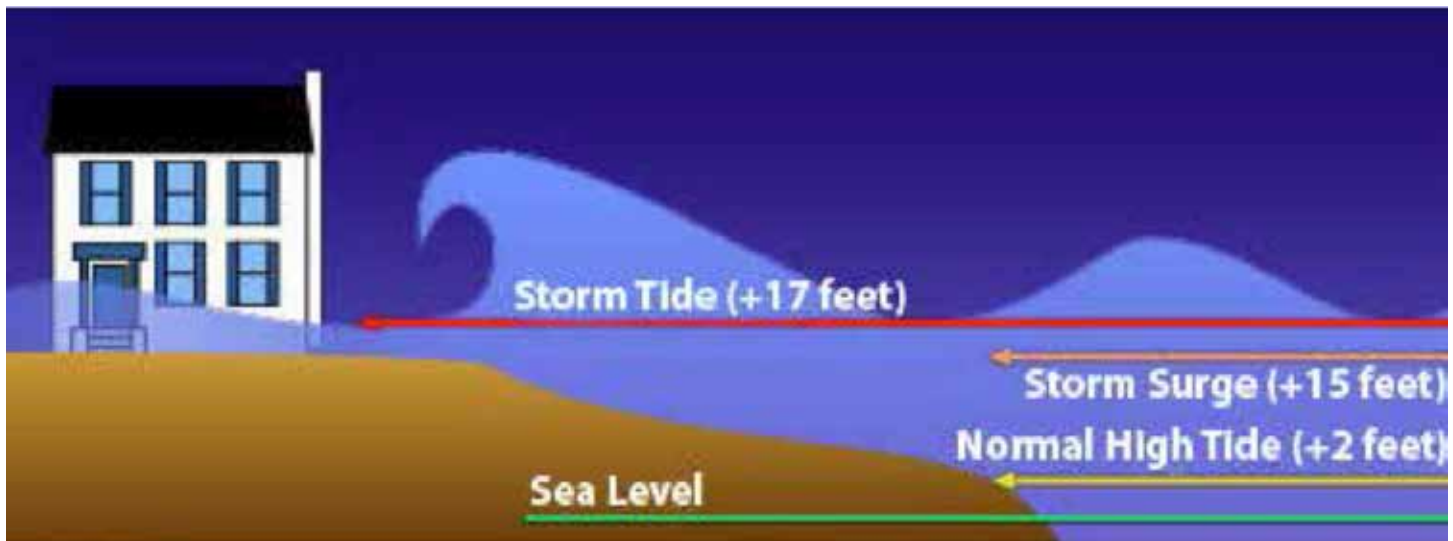 Storm Tide (+17 feet)
Storm Surge (+15 feet)
Normal High Tide (+2 feet)
Sea Level